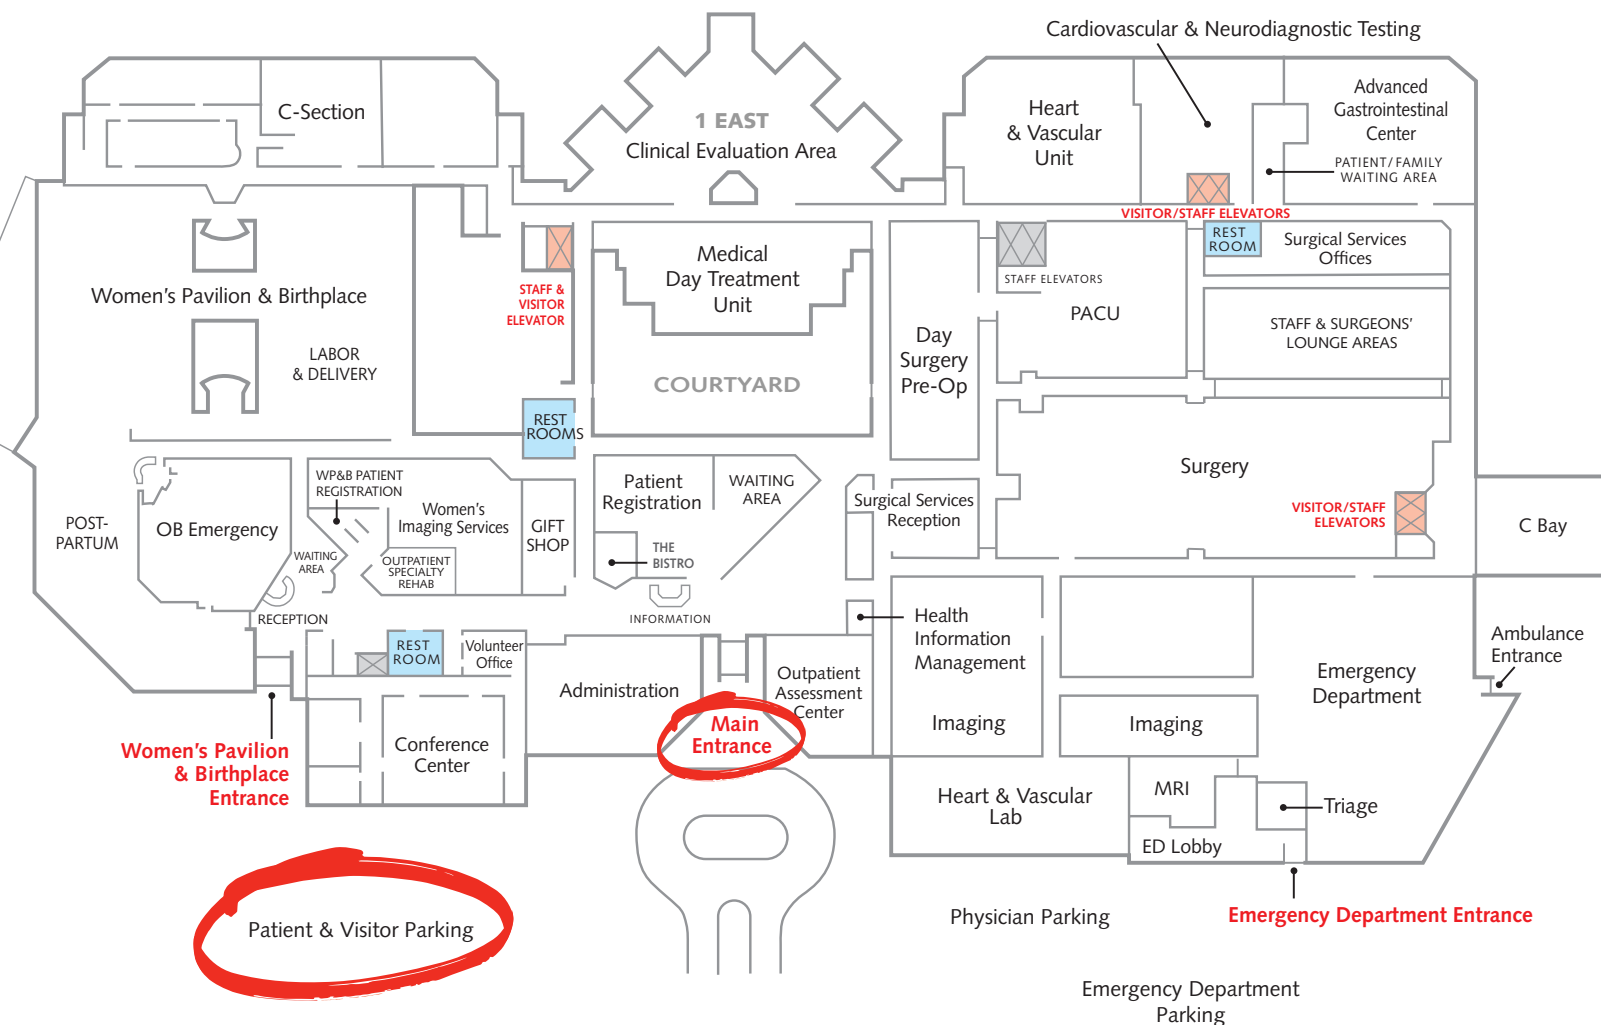 Cardiovascular & Neurodiagnostic Testing
C-Section
1 EAST
Clinical Evaluation Area
Heart
& Vascular
Unit
Advanced
Gastrointestinal
Center
PATIENT/FAMILY
WAITING AREA
VISITOR/STAFF ELEVATORS
REST
ROOM
Surgical Services
Offices
STAFF ELEVATORS
PACU
STAFF & SURGEONS'
LOUNGE AREAS
Women's Pavilion & Birthplace
STAFF &
VISITOR
ELEVATOR
Medical
Day Treatment
Unit
COURTYARD
Day
Surgery
Pre-Op
LABOR
& DELIVERY
REST
ROOMS
WP&B PATIENT
REGISTRATION
Women's
Imaging Services
GIFT
SHOP
Patient
Registration
WAITING
AREA
Surgical Services
Reception
Surgery
VISITOR/STAFF
ELEVATORS
C Bay
POST-
PARTUM
OB Emergency
WAITING
AREA
OUTPATIENT
SPECIALTY
REHAB
THE
BISTRO
RECEPTION
INFORMATION
REST
ROOM
Volunteer
Office
Administration
Outpatient
Assessment
Center
Health
Information
Management
Imaging
Imaging
Emergency
Department
Ambulance
Entrance
Main
Entrance
Women's Pavilion
& Birthplace
Entrance
Conference
Center
Heart & Vascular
Lab
MRI
Triage
ED Lobby
Patient & Visitor Parking
Physician Parking
Emergency Department Entrance
Emergency Department
Parking